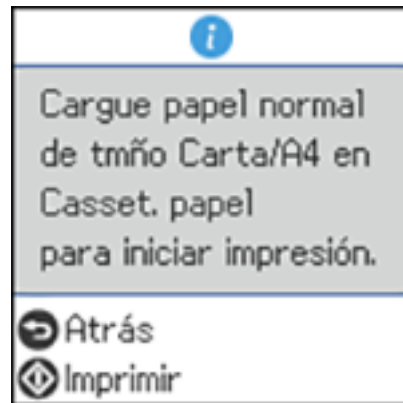 Cargue papel normal
de tmño Carta/A4 en
Casset. papel
para iniciar impresión.
Atrás
Imprimir